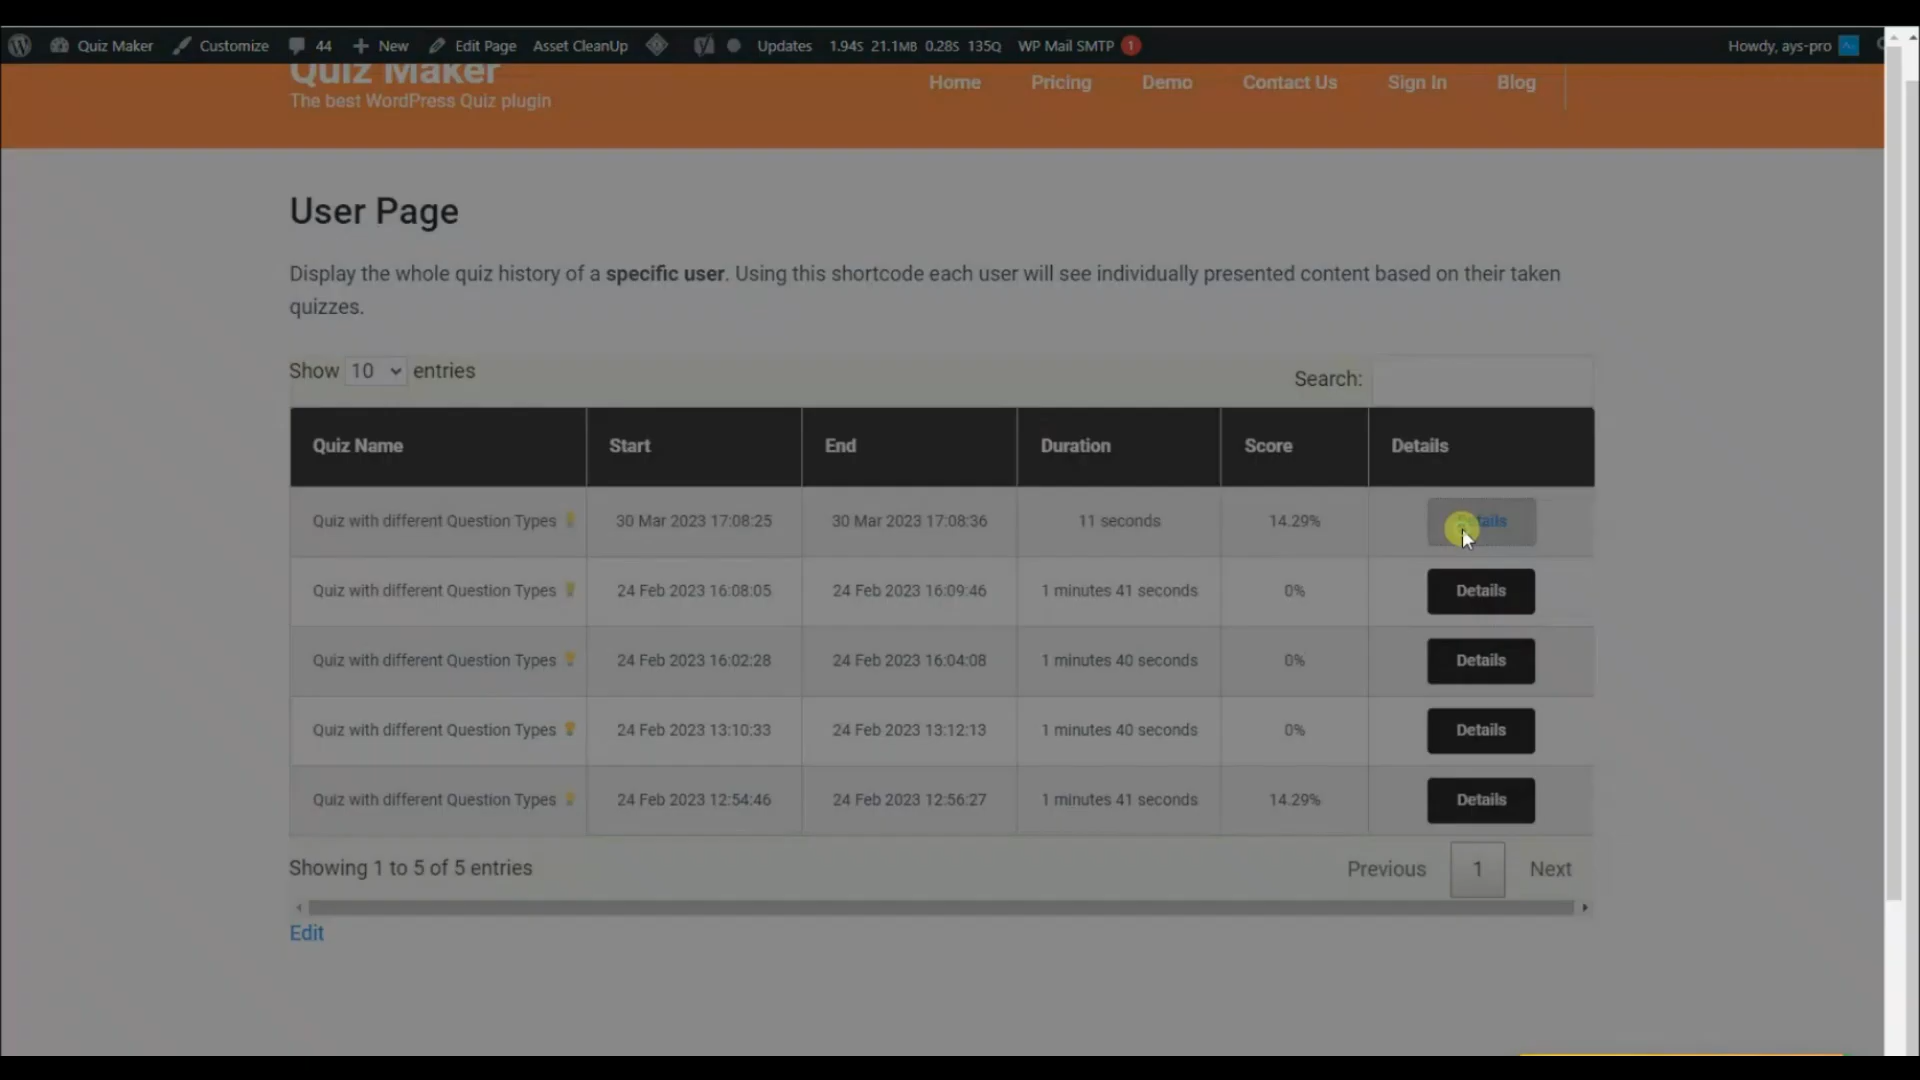 Quiz Maker Customize 44 New Edit Page Asset CleanUp Updates 1.94S 21.1MB 0.28S 135Q WP Mail SMTP 1 Howdy, ays-pro
Quiz Maker
The best WordPress Quiz plugin
Home Pricing Demo Contact Us Sign In Blog
User Page
Display the whole quiz history of a specific user. Using this shortcode each user will see individually presented content based on their taken
quizzes.
Show 10 entries Search:
Quiz Name Start End Duration Score Details
Quiz with different Question Types 30 Mar 2023 17:08:25 30 Mar 2023 17:08:36 11 seconds 14.29% Details
Quiz with different Question Types 24 Feb 2023 16:08:05 24 Feb 2023 16:09:46 1 minutes 41 seconds 0% Details
Quiz with different Question Types 24 Feb 2023 16:02:28 24 Feb 2023 16:04:08 1 minutes 40 seconds 0% Details
Quiz with different Question Types 24 Feb 2023 13:10:33 24 Feb 2023 13:12:13 1 minutes 40 seconds 0% Details
Quiz with different Question Types 24 Feb 2023 12:54:46 24 Feb 2023 12:56:27 1 minutes 41 seconds 14.29% Details
Showing 1 to 5 of 5 entries Previous 1 Next
Edit